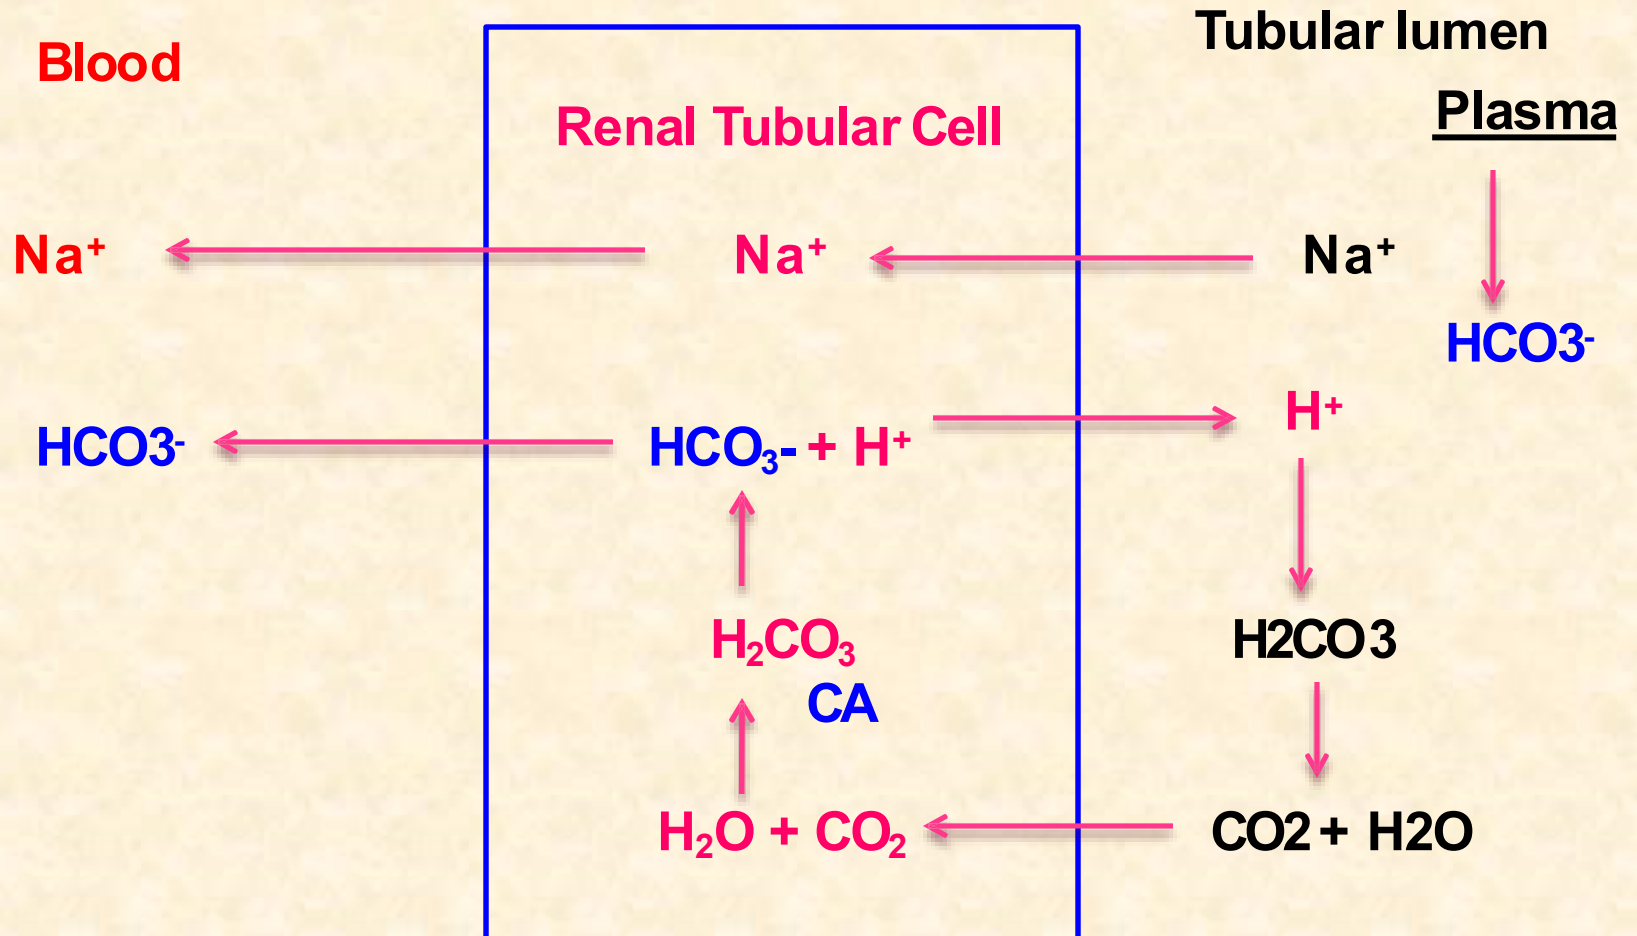 Tubular lumen
Blood
Plasma
Renal Tubular Cell
Na⁺ Na⁺ Na⁺
HCO3⁻
H⁺
HCO3⁻ HCO₃- + H⁺
H₂CO₃ H2CO3
CA
H₂O + CO₂ CO2 + H2O